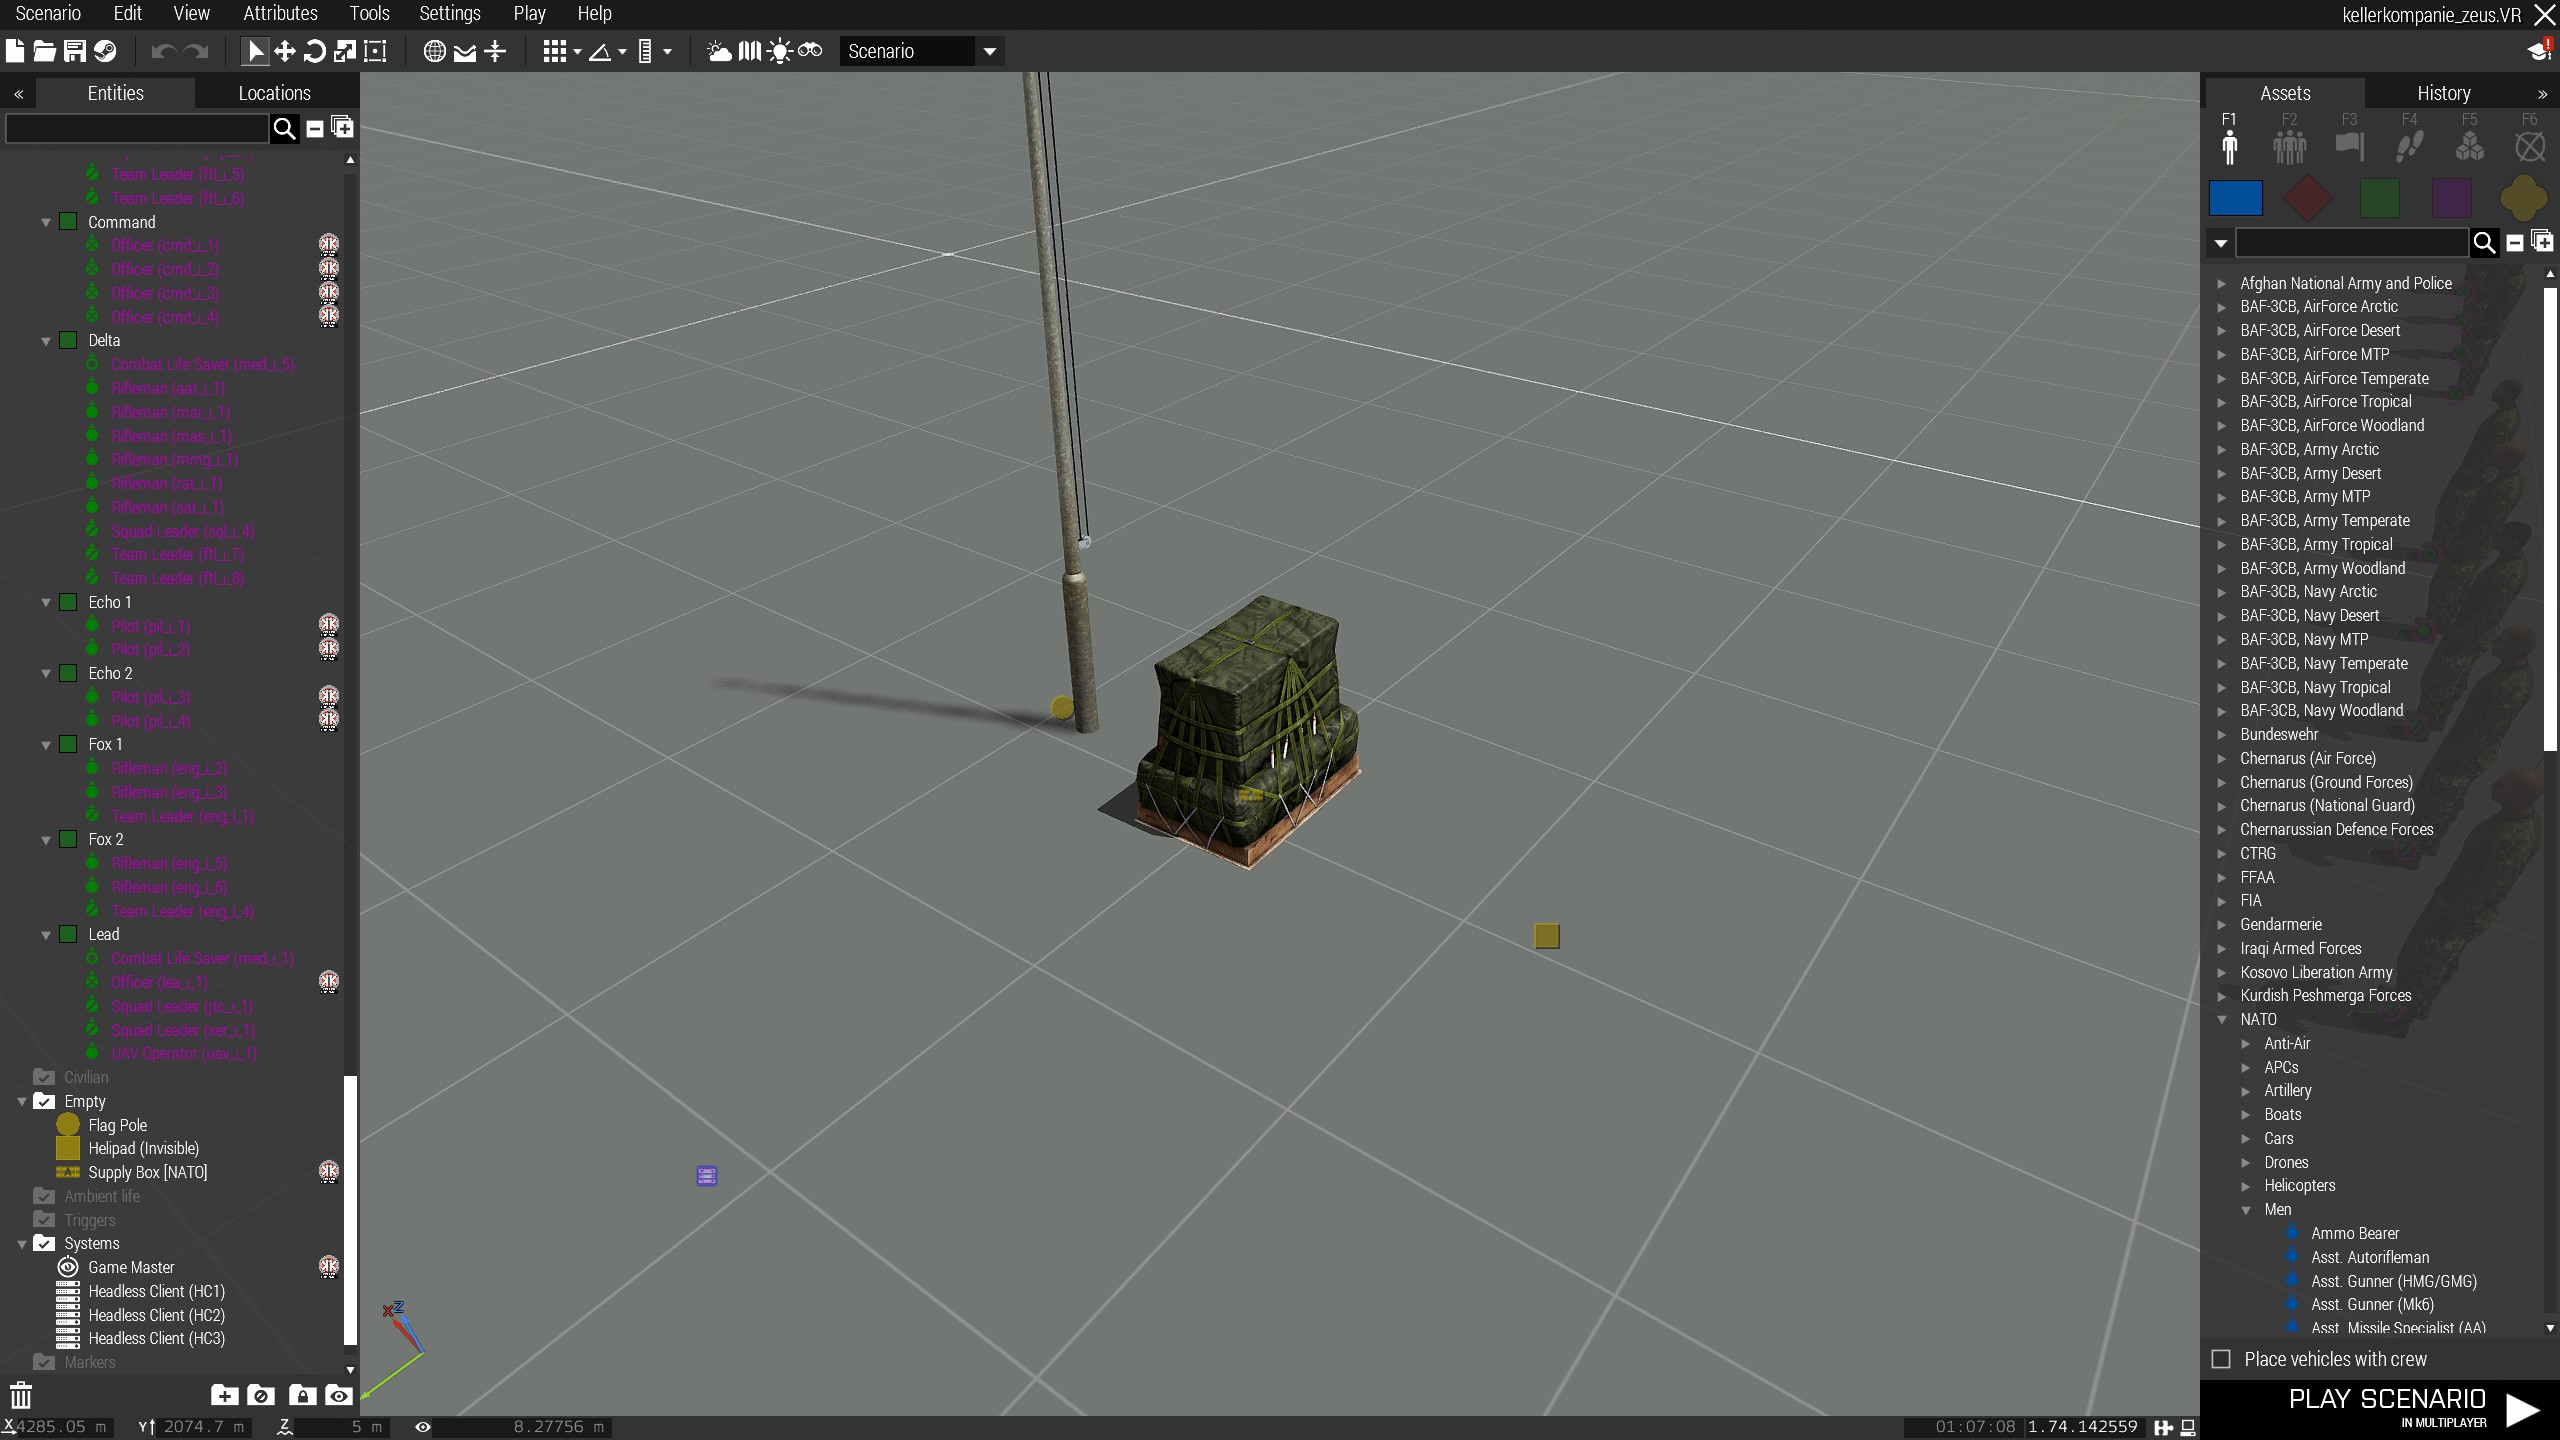 Scenario Edit View Attributes Tools Settings Play Help kellerkompanie_zeus.VR
Scenario
« Entities Locations
Team Leader (ftl_i_5)
Team Leader (ftl_i_6)
Command
Officer (cmd_i_1)
Officer (cmd_i_2)
Officer (cmd_i_3)
Officer (cmd_i_4)
Delta
Combat Life Saver (med_i_5)
Rifleman (aat_i_1)
Rifleman (mar_i_1)
Rifleman (mas_i_1)
Rifleman (mmg_i_1)
Rifleman (rat_i_1)
Rifleman (sat_i_1)
Squad Leader (sql_i_4)
Team Leader (ftl_i_7)
Team Leader (ftl_i_8)
Echo 1
Pilot (pil_i_1)
Pilot (pil_i_2)
Echo 2
Pilot (pil_i_3)
Pilot (pil_i_4)
Fox 1
Rifleman (eng_i_2)
Rifleman (eng_i_3)
Team Leader (eng_i_1)
Fox 2
Rifleman (eng_i_5)
Rifleman (eng_i_6)
Team Leader (eng_i_4)
Lead
Combat Life Saver (med_i_1)
Officer (lea_i_1)
Squad Leader (jtc_i_1)
Squad Leader (ser_i_1)
UAV Operator (uav_i_1)
Civilian
Empty
Flag Pole
Helipad (Invisible)
Supply Box [NATO]
Ambient life
Triggers
Systems
Game Master
Headless Client (HC1)
Headless Client (HC2)
Headless Client (HC3)
Markers
X Z
Assets History »
F1 F2 F3 F4 F5 F6
Afghan National Army and Police
BAF-3CB, AirForce Arctic
BAF-3CB, AirForce Desert
BAF-3CB, AirForce MTP
BAF-3CB, AirForce Temperate
BAF-3CB, AirForce Tropical
BAF-3CB, AirForce Woodland
BAF-3CB, Army Arctic
BAF-3CB, Army Desert
BAF-3CB, Army MTP
BAF-3CB, Army Temperate
BAF-3CB, Army Tropical
BAF-3CB, Army Woodland
BAF-3CB, Navy Arctic
BAF-3CB, Navy Desert
BAF-3CB, Navy MTP
BAF-3CB, Navy Temperate
BAF-3CB, Navy Tropical
BAF-3CB, Navy Woodland
Bundeswehr
Chernarus (Air Force)
Chernarus (Ground Forces)
Chernarus (National Guard)
Chernarussian Defence Forces
CTRG
FFAA
FIA
Gendarmerie
Iraqi Armed Forces
Kosovo Liberation Army
Kurdish Peshmerga Forces
NATO
Anti-Air
APCs
Artillery
Boats
Cars
Drones
Helicopters
Men
Ammo Bearer
Asst. Autorifleman
Asst. Gunner (HMG/GMG)
Asst. Gunner (Mk6)
Asst. Missile Specialist (AA)
Place vehicles with crew
PLAY SCENARIO
IN MULTIPLAYER
X 4285.05 m Y 2074.7 m Z 5 m 8.27756 m 01:07:08 1.74.142559